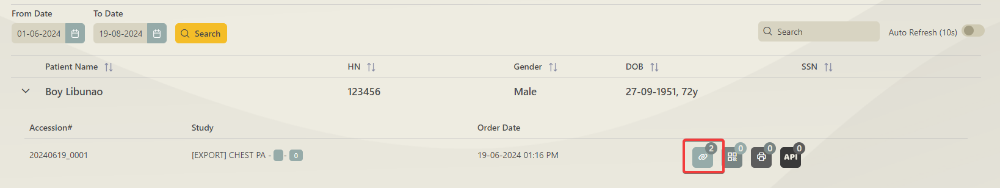 From Date To Date
01-06-2024 19-08-2024 Search Search Auto Refresh (10s)
Patient Name HN Gender DOB SSN
Boy Libunao 123456 Male 27-09-1951, 72y
Accession# Study Order Date
20240619_0001 [EXPORT] CHEST PA - - 0 19-06-2024 01:16 PM 2 0 0 API 0